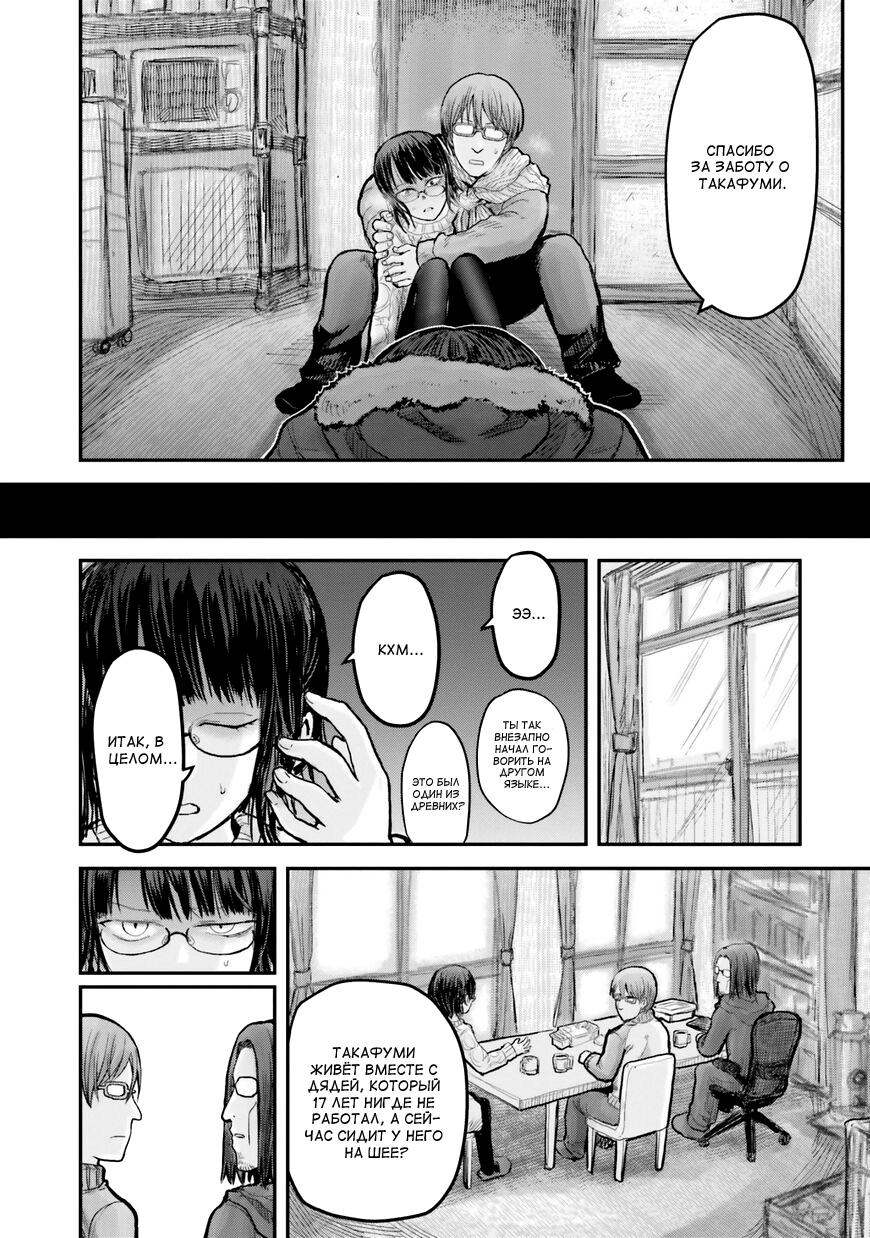 СПАСИБО
ЗА ЗАБОТУ О
ТАКАФУМИ.
ЭЭ...
КХМ...
ТЫ ТАК
ВНЕЗАПНО
НАЧАЛ ГО-
ВОРИТЬ НА
ДРУГОМ
ЯЗЫКЕ...
ЭТО БЫЛ
ОДИН ИЗ
ДРЕВНИХ?
ИТАК, В
ЦЕЛОМ...
ТАКАФУМИ
ЖИВЁТ ВМЕСТЕ С
ДЯДЕЙ, КОТОРЫЙ
17 ЛЕТ НИГДЕ НЕ
РАБОТАЛ, А СЕЙ-
ЧАС СИДИТ У НЕГО
НА ШЕЕ?